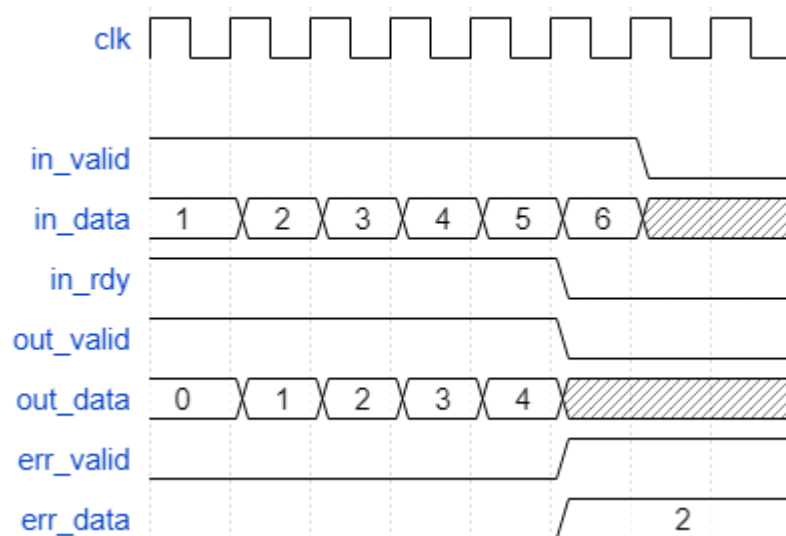 clk
in_valid
in_data 1 2 3 4 5 6
in_rdy
out_valid
out_data 0 1 2 3 4
err_valid
err_data 2